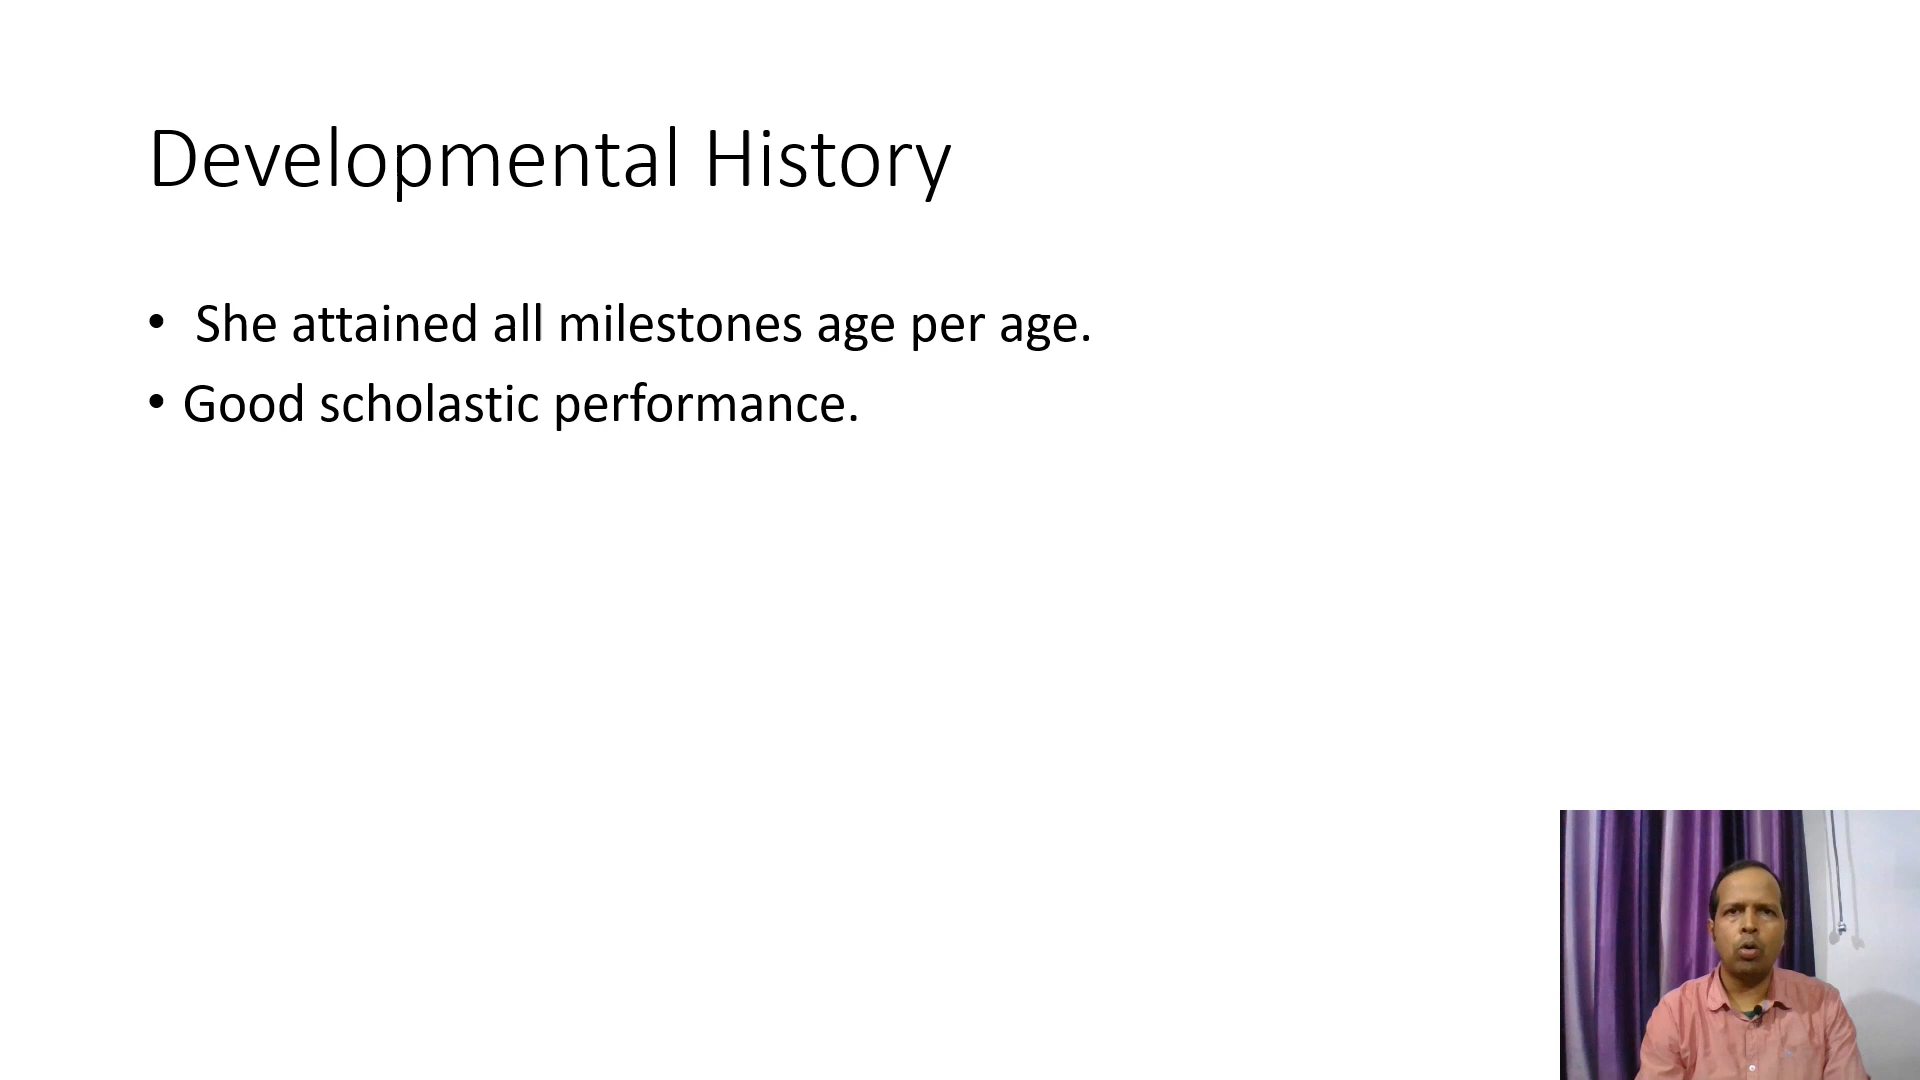 Developmental History
• She attained all milestones age per age.
• Good scholastic performance.